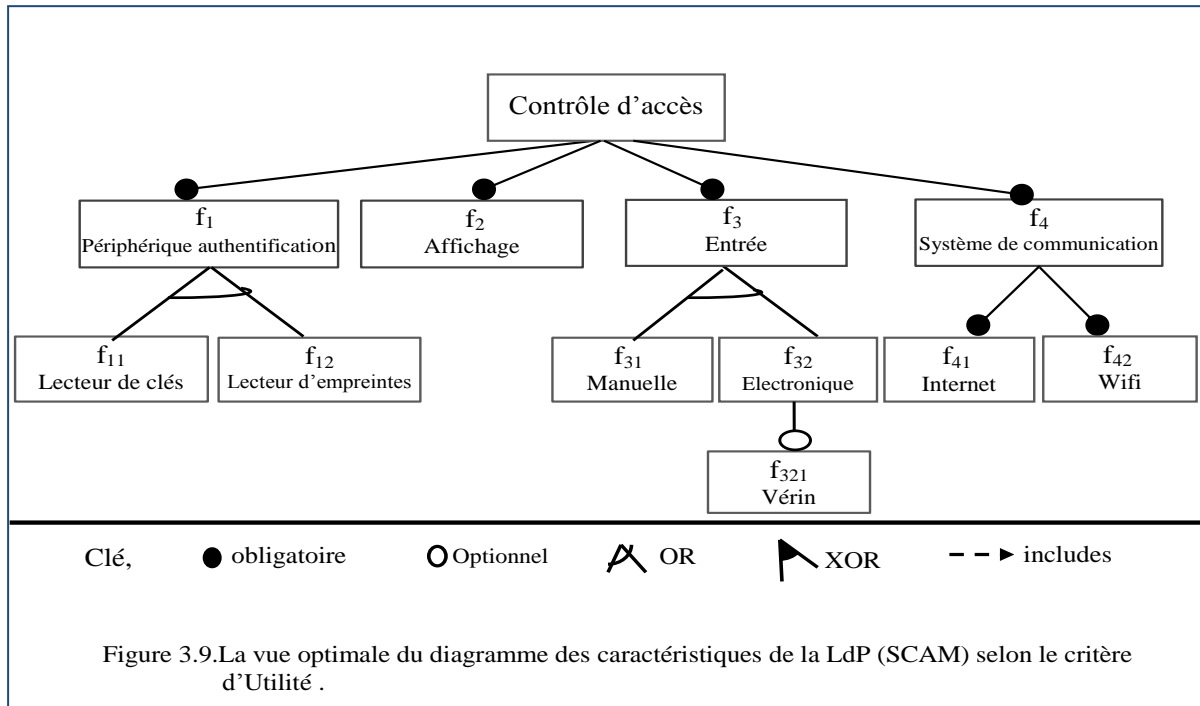 Contrôle d'accès
f1
Périphérique authentification
f2
Affichage
f3
Entrée
f4
Système de communication
f11
Lecteur de clés
f12
Lecteur d'empreintes
f31
Manuelle
f32
Electronique
f41
Internet
f42
Wifi
f321
Vérin
Clé, obligatoire Optionnel OR XOR includes
Figure 3.9.La vue optimale du diagramme des caractéristiques de la LdP (SCAM) selon le critère
d'Utilité .